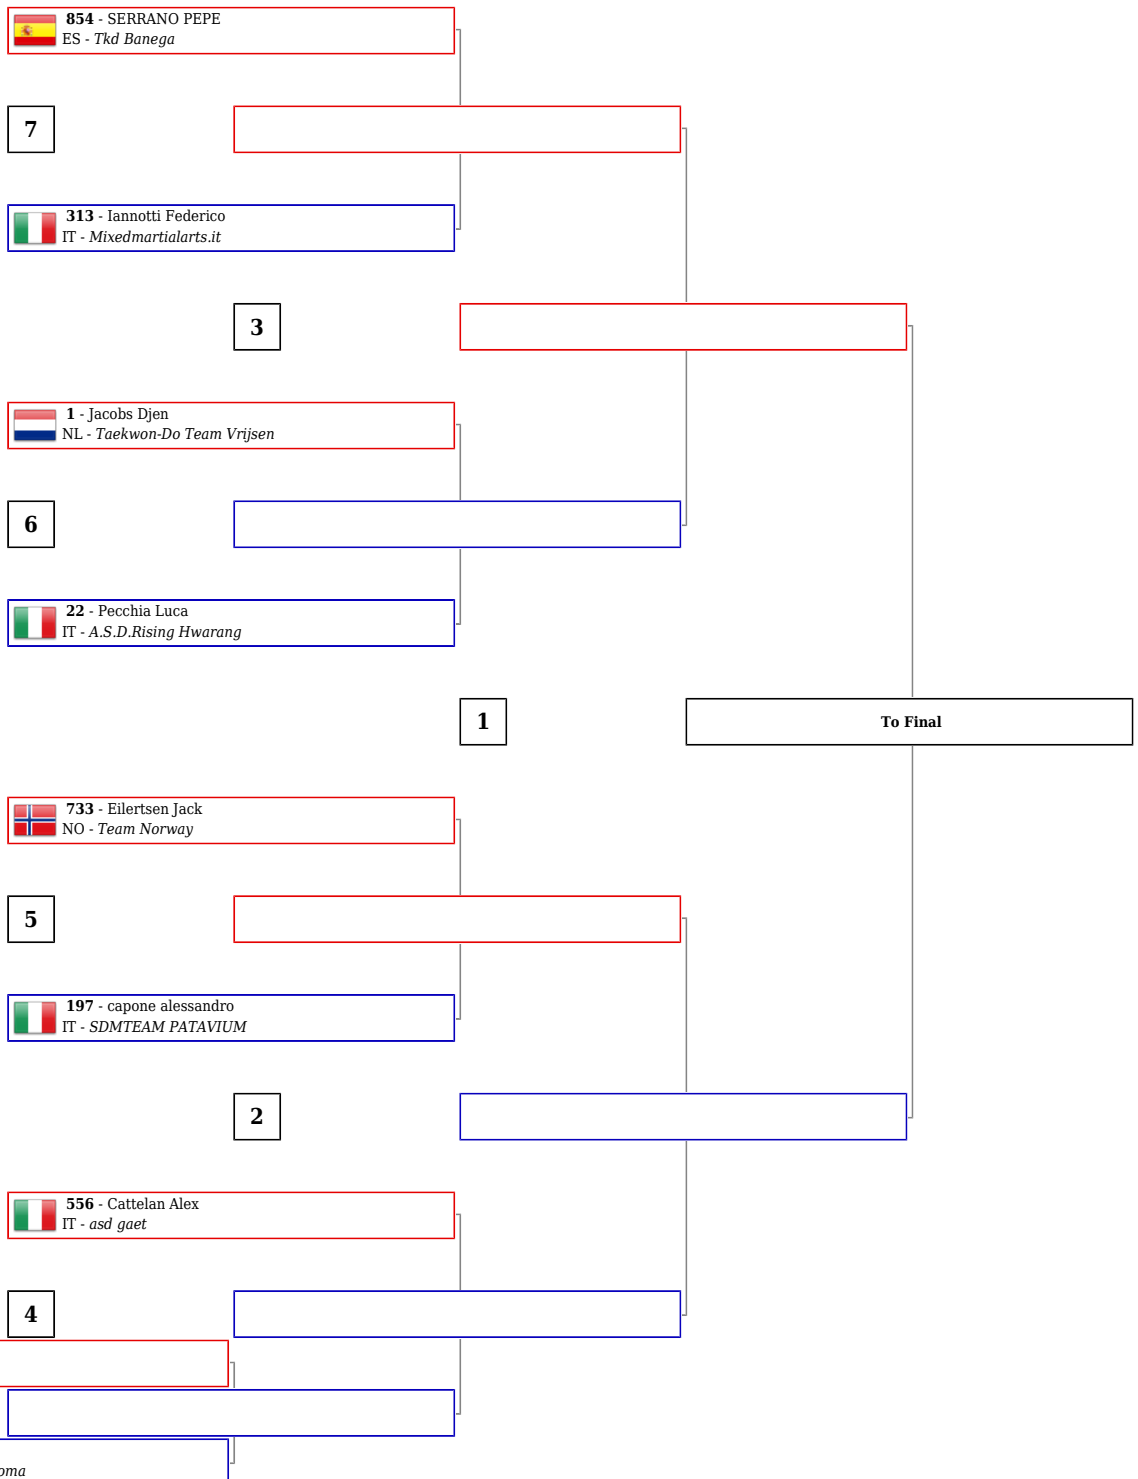 854 - SERRANO PEPE
ES - Tkd Banega
7
313 - Iannotti Federico
IT - Mixedmartialarts.it
3
1 - Jacobs Djen
NL - Taekwon-Do Team Vrijsen
6
22 - Pecchia Luca
IT - A.S.D.Rising Hwarang
1
To Final
733 - Eilertsen Jack
NO - Team Norway
5
197 - capone alessandro
IT - SDMTEAM PATAVIUM
2
556 - Cattelan Alex
IT - asd gaet
4